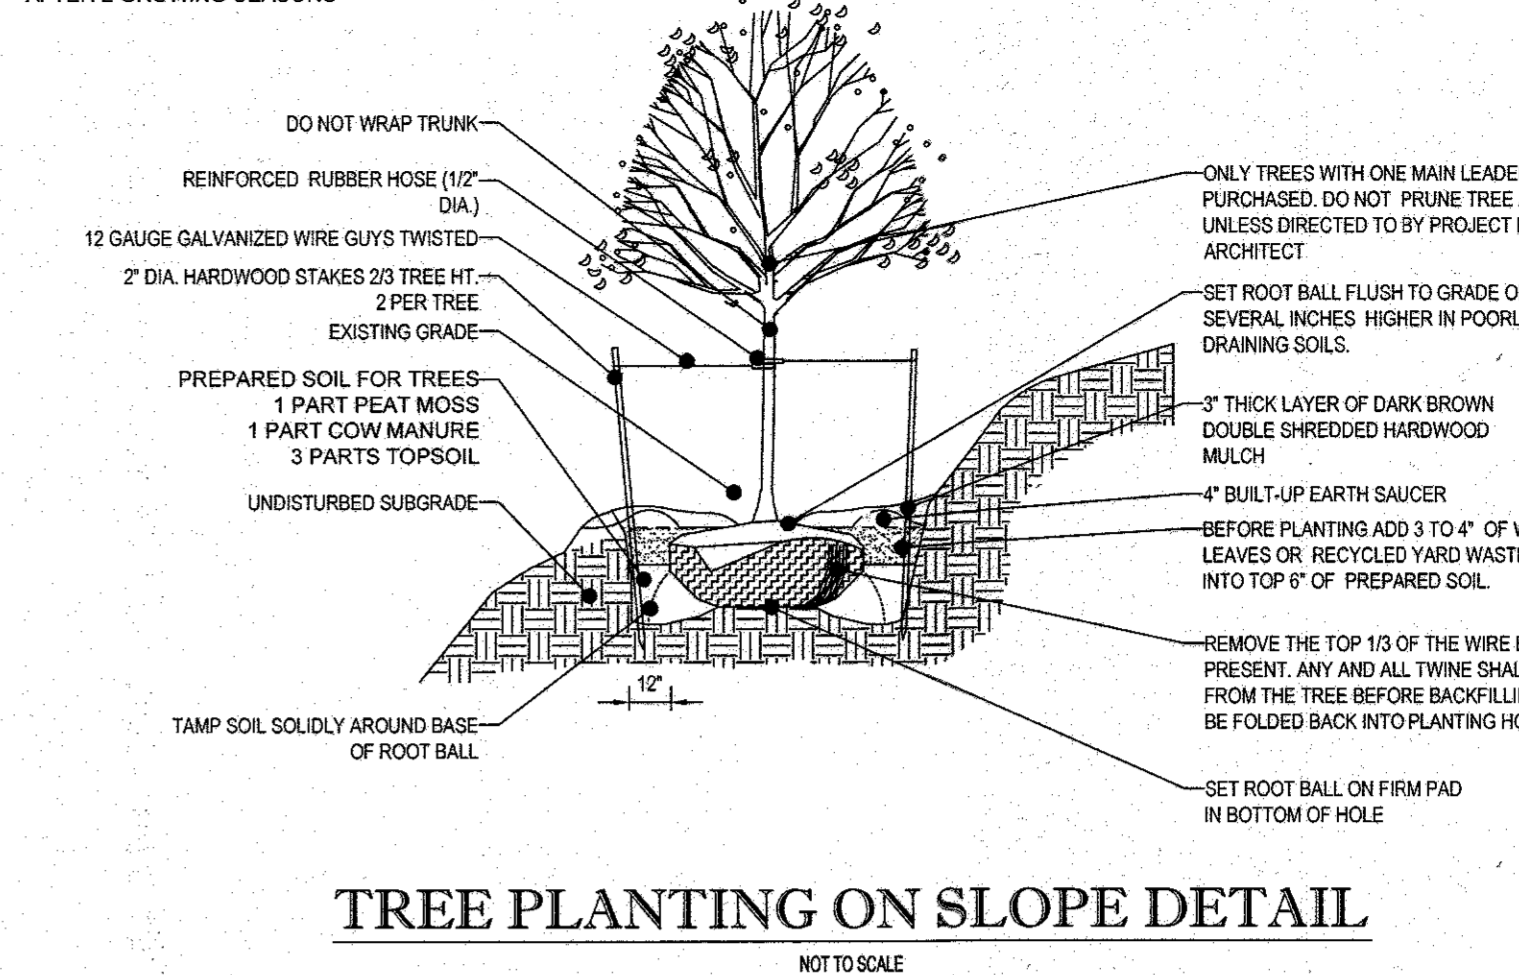 DO NOT WRAP TRUNK
REINFORCED RUBBER HOSE (1/2"
DIA.)
12 GAUGE GALVANIZED WIRE GUYS TWISTED
2" DIA. HARDWOOD STAKES 2/3 TREE HT.
2 PER TREE
EXISTING GRADE
PREPARED SOIL FOR TREES
1 PART PEAT MOSS
1 PART COW MANURE
3 PARTS TOPSOIL
UNDISTURBED SUBGRADE
TAMP SOIL SOLIDLY AROUND BASE
OF ROOT BALL
12"
ONLY TREES WITH ONE MAIN
PURCHASED. DO NOT PRUNE TREE
UNLESS DIRECTED TO BY PROJECT
ARCHITECT
SET ROOT BALL FLUSH TO GRADE
SEVERAL INCHES HIGHER IN
DRAINING SOILS.
3" THICK LAYER OF DARK BROWN
DOUBLE SHREDDED HARDWOOD
MULCH
4" BUILT-UP EARTH SAUCER
BEFORE PLANTING ADD 3 TO 4" OF
LEAVES OR RECYCLED YARD
INTO TOP 6" OF PREPARED SOIL.
REMOVE THE TOP 1/3 OF THE WIRE
PRESENT. ANY AND ALL TWINE
FROM THE TREE BEFORE
BE FOLDED BACK INTO PLANTING
SET ROOT BALL ON FIRM PAD
IN BOTTOM OF HOLE
TREE PLANTING ON SLOPE DETAIL
NOT TO SCALE